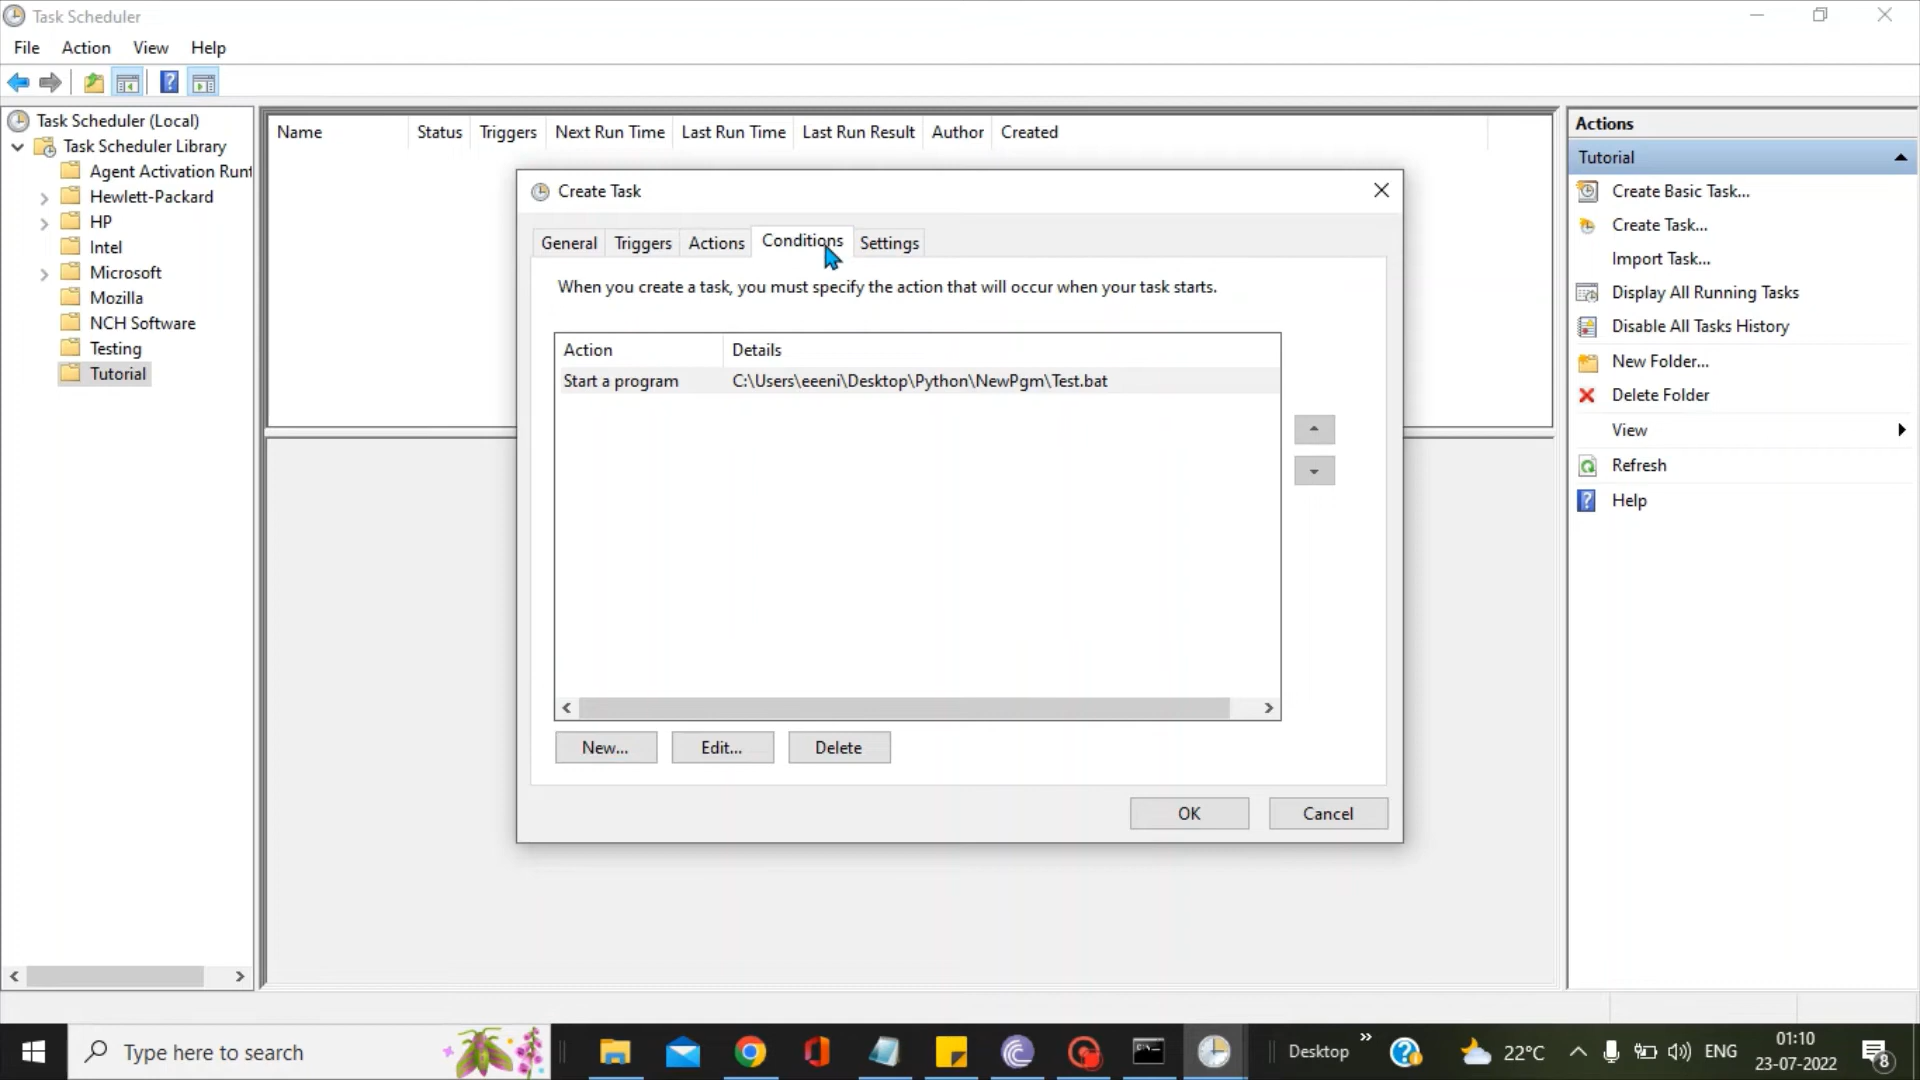 Task Scheduler
File Action View Help
Task Scheduler (Local)
Task Scheduler Library
Agent Activation Runt
Hewlett-Packard
HP
Intel
Microsoft
Mozilla
NCH Software
Testing
Tutorial
Name Status Triggers Next Run Time Last Run Time Last Run Result Author Created
Create Task
General Triggers Actions Conditions Settings
When you create a task, you must specify the action that will occur when your task starts.
Action Details
Start a program C:\Users\eeeni\Desktop\Python\NewPgm\Test.bat
New... Edit... Delete
OK Cancel
Actions
Tutorial
Create Basic Task...
Create Task...
Import Task...
Display All Running Tasks
Disable All Tasks History
New Folder...
Delete Folder
View
Refresh
Help
Type here to search
Desktop
22°C
ENG
01:10
23-07-2022
8